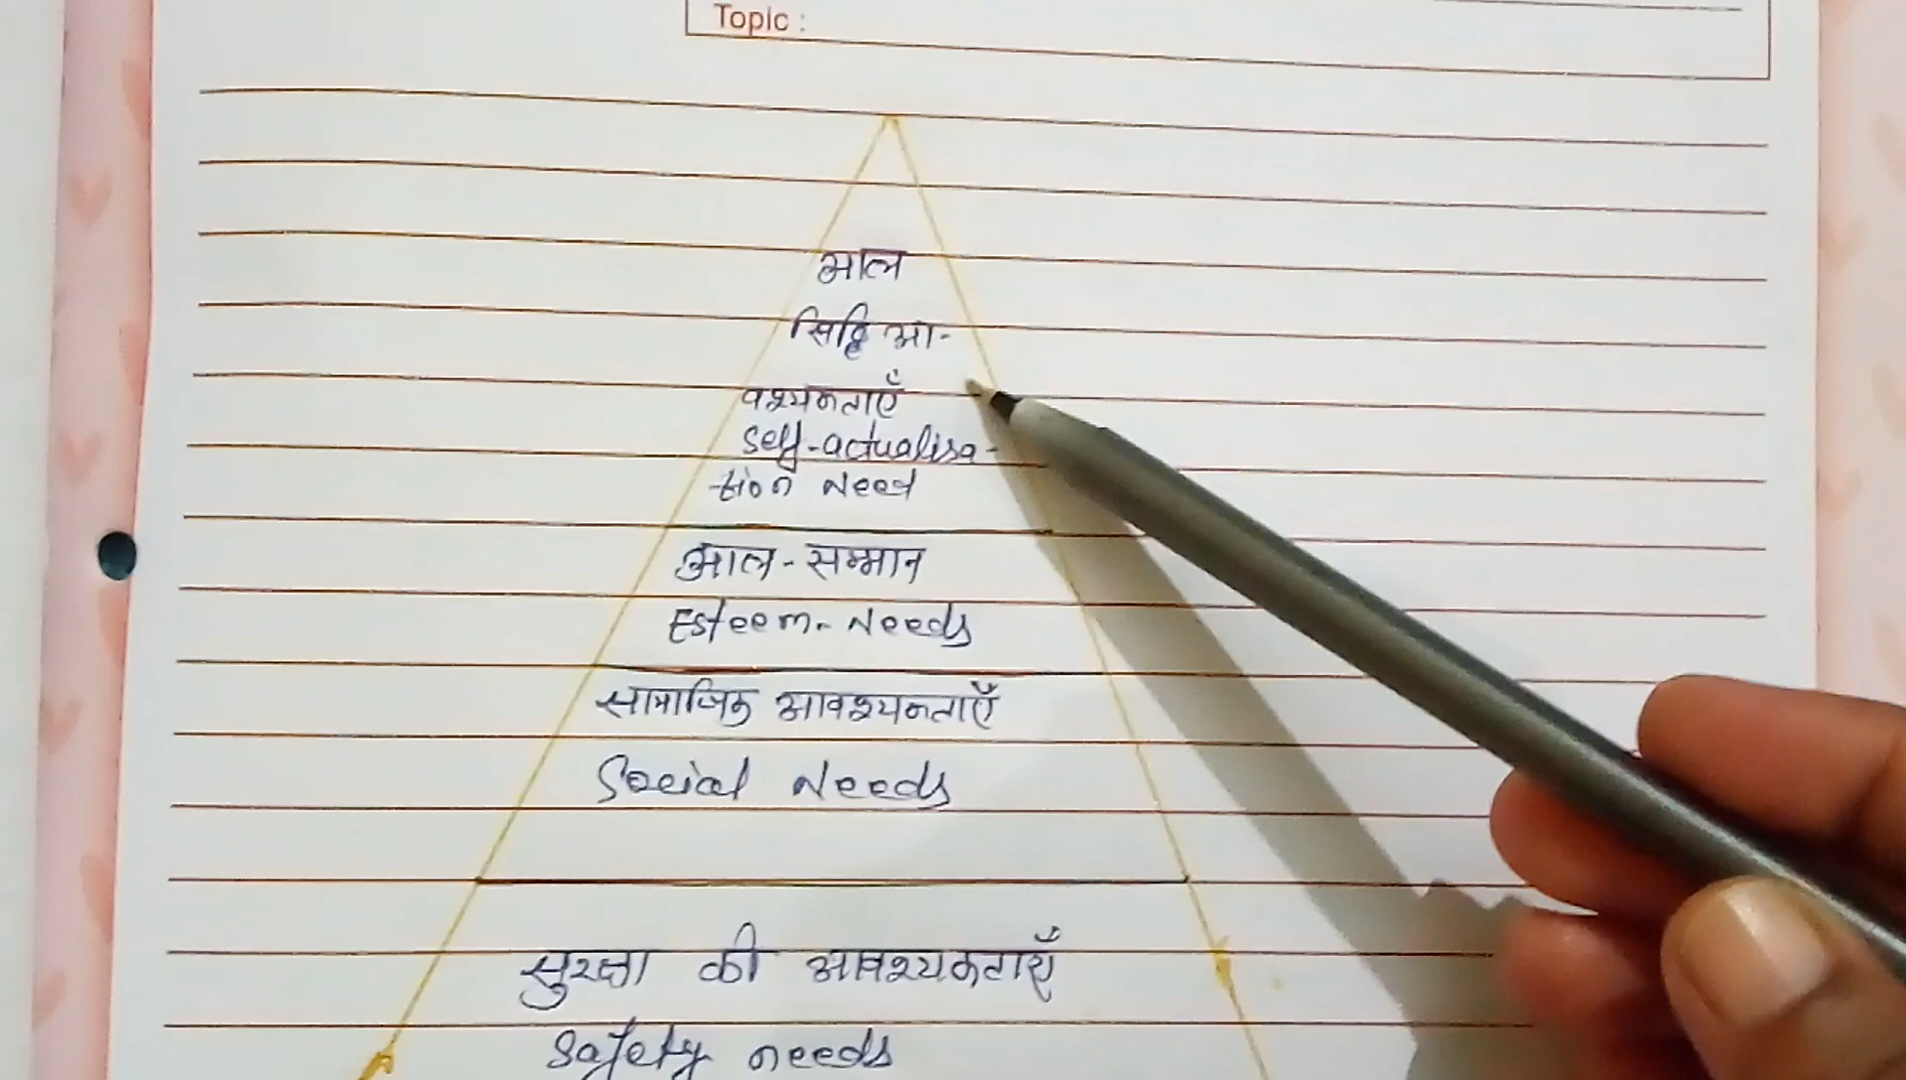 Topic :
आत्म
सिद्धि आ-
वश्यकताएँ
Self-actualisa-
-tion Need
आत्म-सम्मान
Esteem-Needs
सामाजिक आवश्यकताएँ
Social Needs
सुरक्षा की आवश्यकताएँ
Safety needs